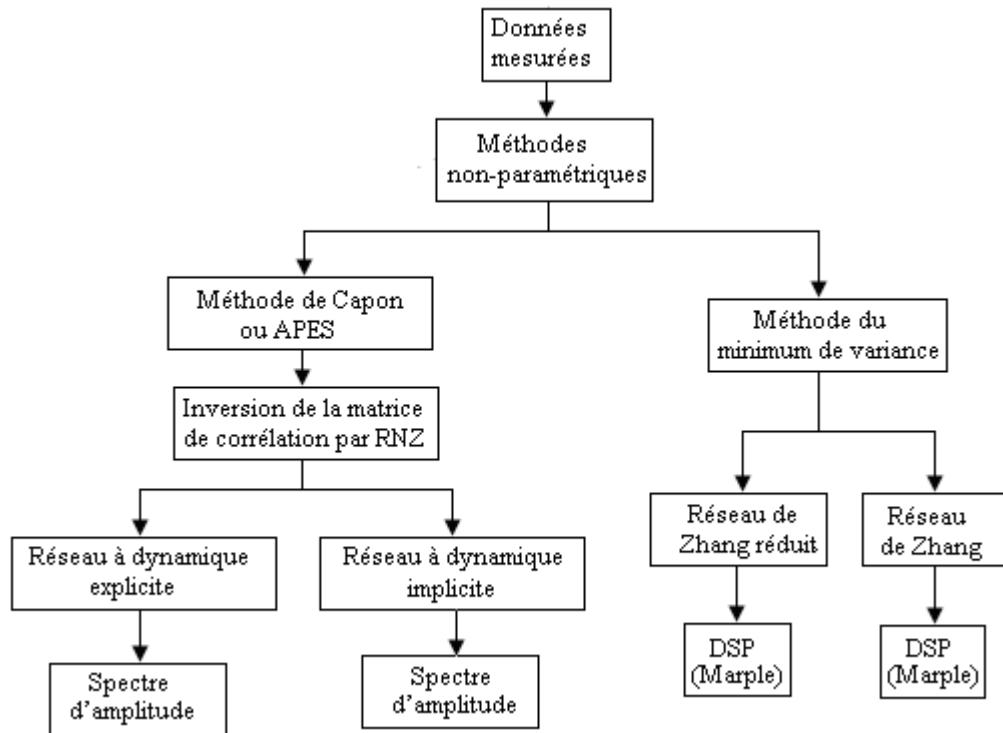 Données
mesurées
Méthodes
non-paramétriques
Méthode de Capon
ou APES
Méthode du
minimum de variance
Inversion de la matrice
de corrélation par RNZ
Réseau à dynamique
explicite
Réseau à dynamique
implicite
Réseau de
Zhang réduit
Réseau
de Zhang
Spectre
d'amplitude
Spectre
d'amplitude
DSP
(Marple)
DSP
(Marple)